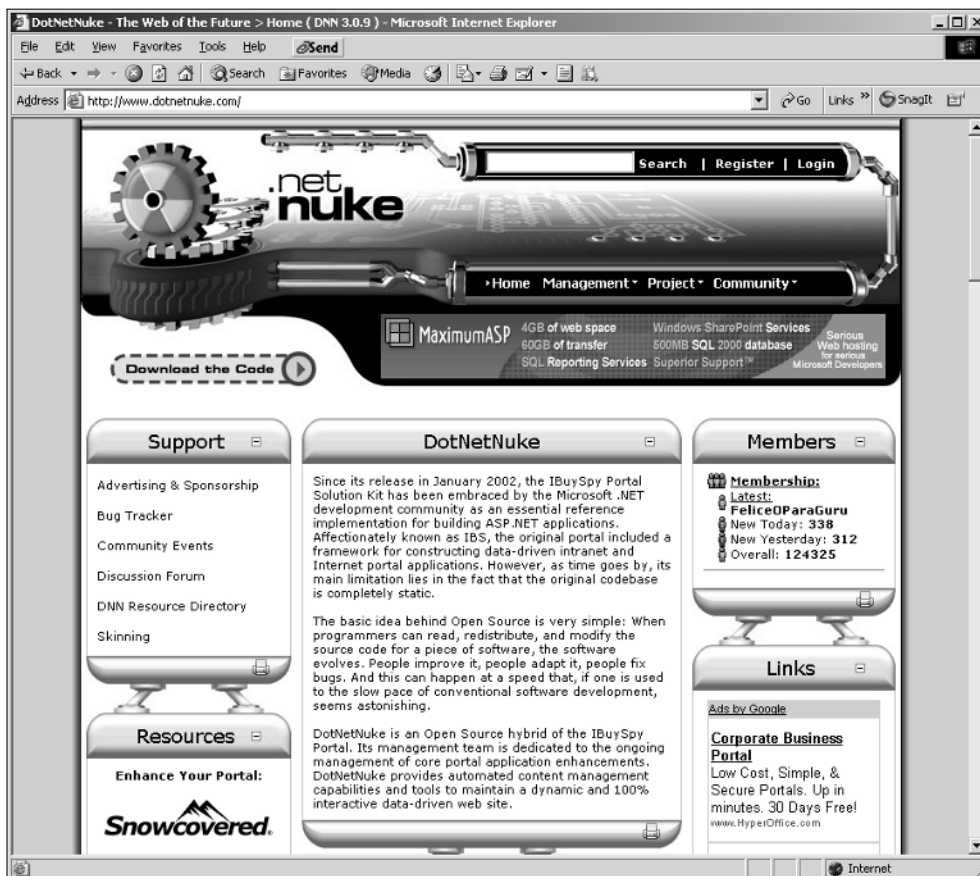 DotNetNuke - The Web of the Future > Home ( DNN 3.0.9 ) - Microsoft Internet Explorer
File Edit View Favorites Tools Help Send
Back Search Favorites Media
Address http://www.dotnetnuke.com/ Go Links » SnagIt
Search | Register | Login
.net
nuke
Home Management Project Community
MaximumASP
4GB of web space Windows SharePoint Services
60GB of transfer 500MB SQL 2000 database
SQL Reporting Services Superior Support™
Serious
Web hosting
for serious
Microsoft Developers
Download the Code
Support
Advertising & Sponsorship
Bug Tracker
Community Events
Discussion Forum
DNN Resource Directory
Skinning
Resources
Enhance Your Portal:
Snowcovered.
DotNetNuke
Since its release in January 2002, the IBuySpy Portal
Solution Kit has been embraced by the Microsoft .NET
development community as an essential reference
implementation for building ASP.NET applications.
Affectionately known as IBS, the original portal included a
framework for constructing data-driven intranet and
Internet portal applications. However, as time goes by, its
main limitation lies in the fact that the original codebase
is completely static.
The basic idea behind Open Source is very simple: When
programmers can read, redistribute, and modify the
source code for a piece of software, the software
evolves. People improve it, people adapt it, people fix
bugs. And this can happen at a speed that, if one is used
to the slow pace of conventional software development,
seems astonishing.
DotNetNuke is an Open Source hybrid of the IBuySpy
Portal. Its management team is dedicated to the ongoing
management of core portal application enhancements.
DotNetNuke provides automated content management
capabilities and tools to maintain a dynamic and 100%
interactive data-driven web site.
Members
Membership:
Latest:
FeliceOParaGuru
New Today: 338
New Yesterday: 312
Overall: 124325
Links
Ads by Google
Corporate Business
Portal
Low Cost, Simple, &
Secure Portals. Up in
minutes. 30 Days Free!
www.HyperOffice.com
Internet